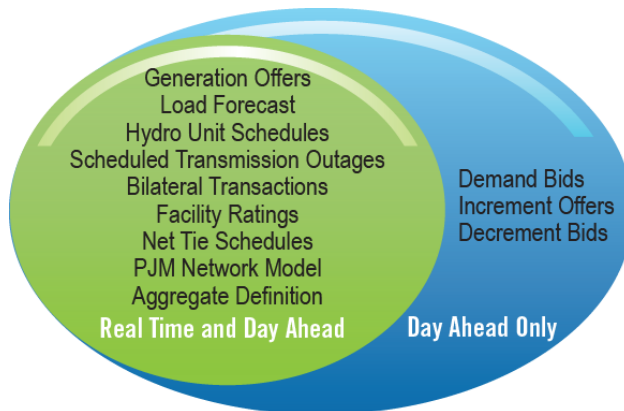 Generation Offers
Load Forecast
Hydro Unit Schedules
Scheduled Transmission Outages
Bilateral Transactions
Facility Ratings
Net Tie Schedules
PJM Network Model
Aggregate Definition
Real Time and Day Ahead
Demand Bids
Increment Offers
Decrement Bids
Day Ahead Only